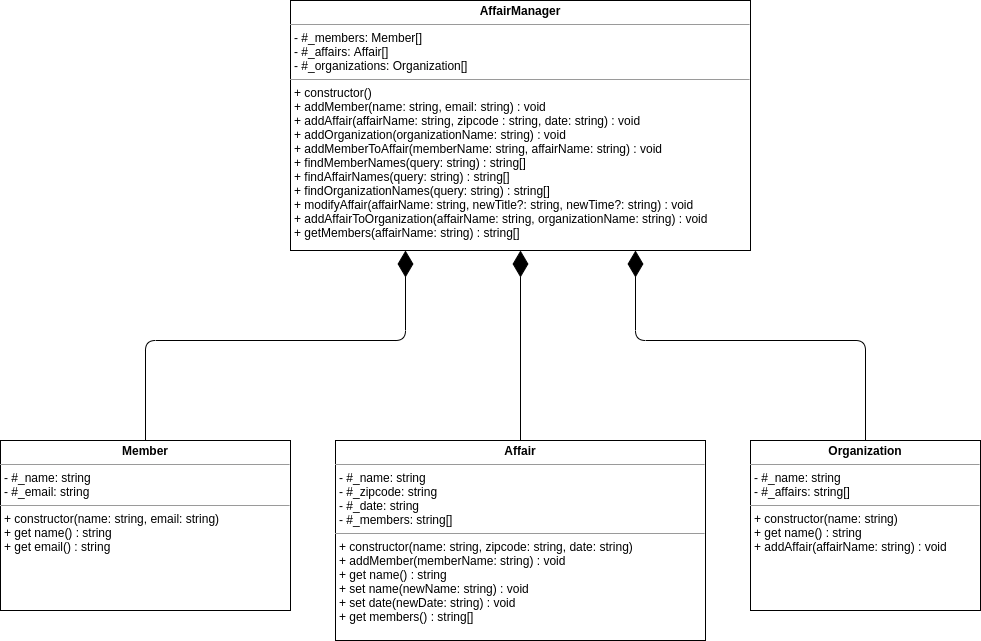 AffairManager
- #_members: Member[]
- #_affairs: Affair[]
- #_organizations: Organization[]
+ constructor()
+ addMember(name: string, email: string) : void
+ addAffair(affairName: string, zipcode : string, date: string) : void
+ addOrganization(organizationName: string) : void
+ addMemberToAffair(memberName: string, affairName: string) : void
+ findMemberNames(query: string) : string[]
+ findAffairNames(query: string) : string[]
+ findOrganizationNames(query: string) : string[]
+ modifyAffair(affairName: string, newTitle?: string, newTime?: string) : void
+ addAffairToOrganization(affairName: string, organizationName: string) : void
+ getMembers(affairName: string) : string[]
Member
- #_name: string
- #_email: string
+ constructor(name: string, email: string)
+ get name() : string
+ get email() : string
Affair
- #_name: string
- #_zipcode: string
- #_date: string
- #_members: string[]
+ constructor(name: string, zipcode: string, date: string)
+ addMember(memberName: string) : void
+ get name() : string
+ set name(newName: string) : void
+ set date(newDate: string) : void
+ get members() : string[]
Organization
- #_name: string
- #_affairs: string[]
+ constructor(name: string)
+ get name() : string
+ addAffair(affairName: string) : void